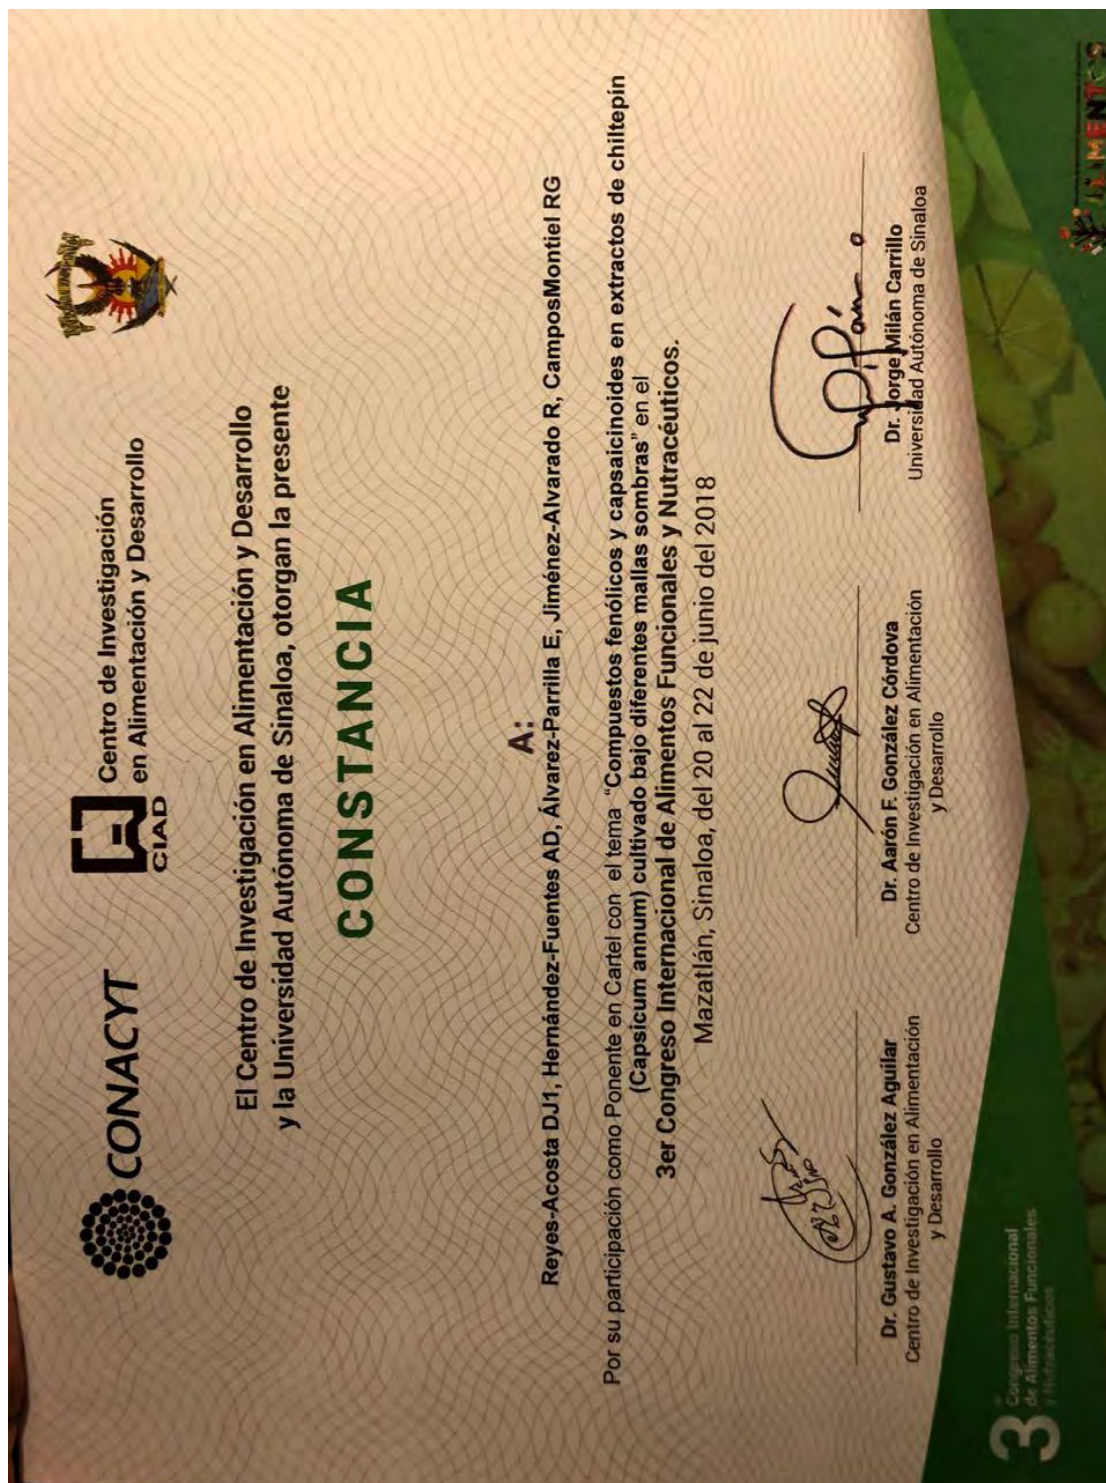 CONACYT
CIAD
Centro de Investigación
en Alimentación y Desarrollo
El Centro de Investigación en Alimentación y Desarrollo
y la Universidad Autónoma de Sinaloa, otorgan la presente
CONSTANCIA
A:
Reyes-Acosta DJ1, Hernández-Fuentes AD, Álvarez-Parrilla E, Jiménez-Alvarado R, CamposMontiel RG
Por su participación como Ponente en Cartel con el tema “Compuestos fenólicos y capsaicinoides en extractos de chiltepín
(Capsicum annum) cultivado bajo diferentes mallas sombras” en el
3er Congreso Internacional de Alimentos Funcionales y Nutracéuticos.
Mazatlán, Sinaloa, del 20 al 22 de junio del 2018
Dr. Gustavo A. González Aguilar
Centro de Investigación en Alimentación
y Desarrollo
Dr. Aarón F. González Córdova
Centro de Investigación en Alimentación
y Desarrollo
Dr. Jorge Milán Carrillo
Universidad Autónoma de Sinaloa
3er
Congreso Internacional
de Alimentos Funcionales
y Nutracéuticos